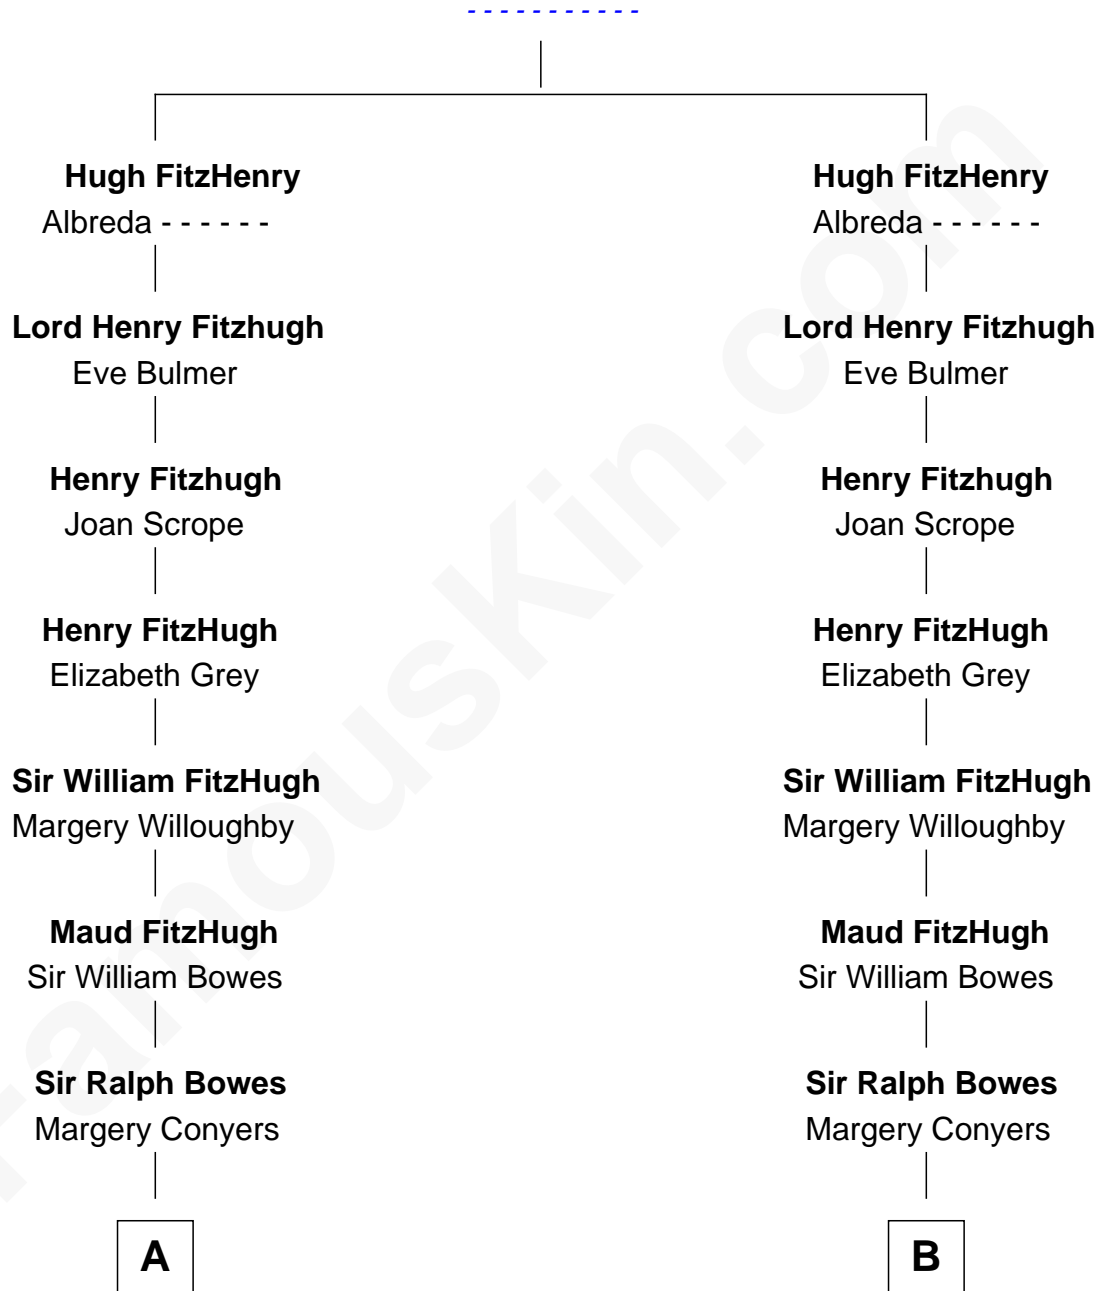 - - - - - - - - - - -
Hugh FitzHenry
Albreda - - - - - -
Lord Henry Fitzhugh
Eve Bulmer
Henry Fitzhugh
Joan Scrope
Henry FitzHugh
Elizabeth Grey
Sir William FitzHugh
Margery Willoughby
Maud FitzHugh
Sir William Bowes
Sir Ralph Bowes
Margery Conyers
A
Hugh FitzHenry
Albreda - - - - - -
Lord Henry Fitzhugh
Eve Bulmer
Henry Fitzhugh
Joan Scrope
Henry FitzHugh
Elizabeth Grey
Sir William FitzHugh
Margery Willoughby
Maud FitzHugh
Sir William Bowes
Sir Ralph Bowes
Margery Conyers
B
FamousKin.com